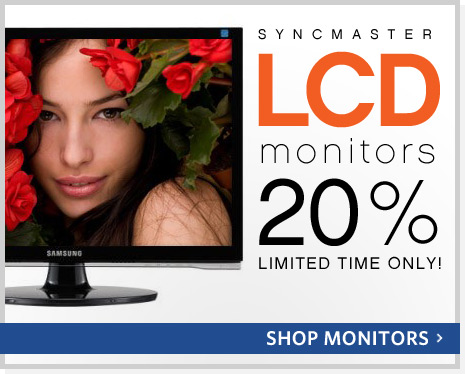 SYNCMASTER
LCD
monitors
20%
LIMITED TIME ONLY!
SAMSUNG
SHOP MONITORS >